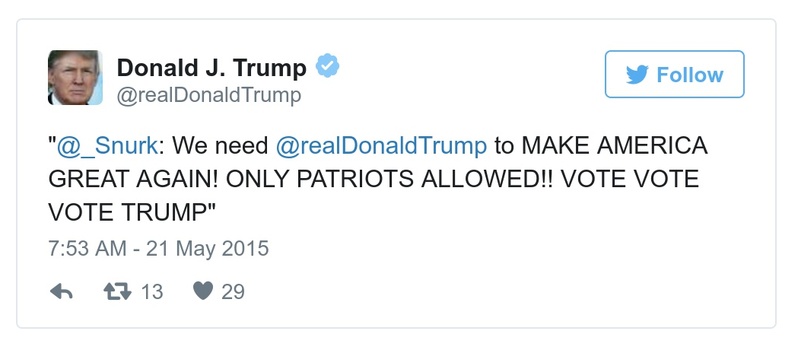 Donald J. Trump
@realDonaldTrump
Follow
"@_Snurk: We need @realDonaldTrump to MAKE AMERICA
GREAT AGAIN! ONLY PATRIOTS ALLOWED!! VOTE VOTE
VOTE TRUMP"
7:53 AM - 21 May 2015
13 29